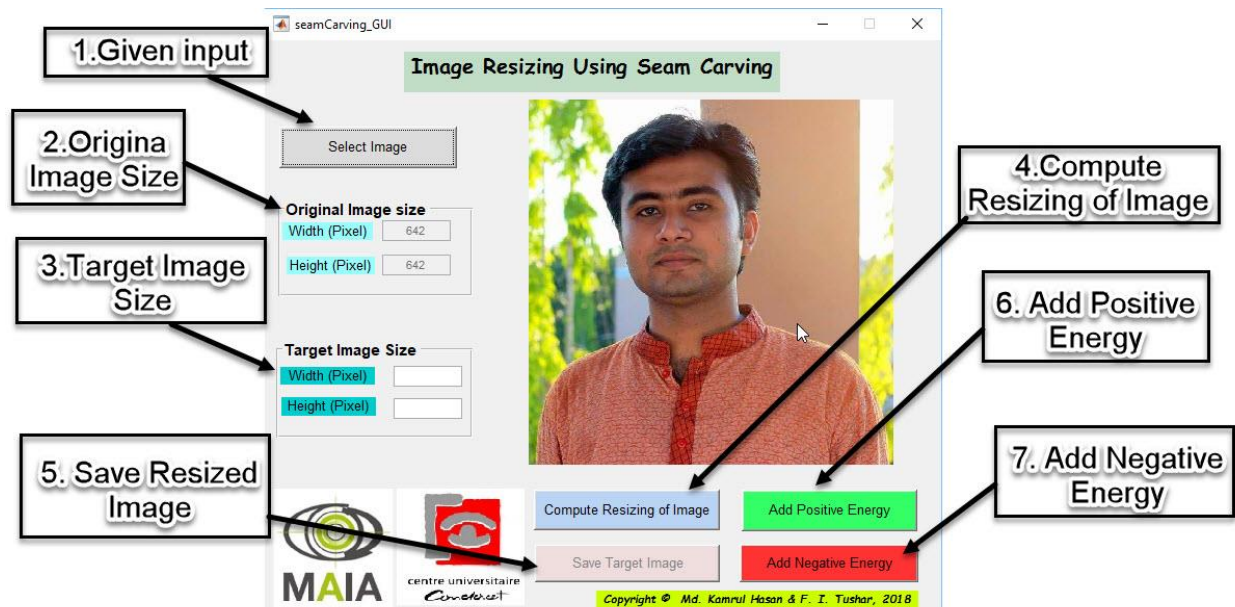 seamCarving_GUI
1.Given input
Image Resizing Using Seam Carving
Select Image
2.Origina
Image Size
Original Image size
Width (Pixel) 642
Height (Pixel) 642
4.Compute
Resizing of Image
3.Target Image
Size
Target Image Size
Width (Pixel)
Height (Pixel)
6. Add Positive
Energy
5. Save Resized
Image
7. Add Negative
Energy
Compute Resizing of Image
Add Positive Energy
Save Target Image
Add Negative Energy
MAIA
centre universitaire
Condorcet
Copyright © Md. Kamrul Hasan & F. I. Tushar, 2018